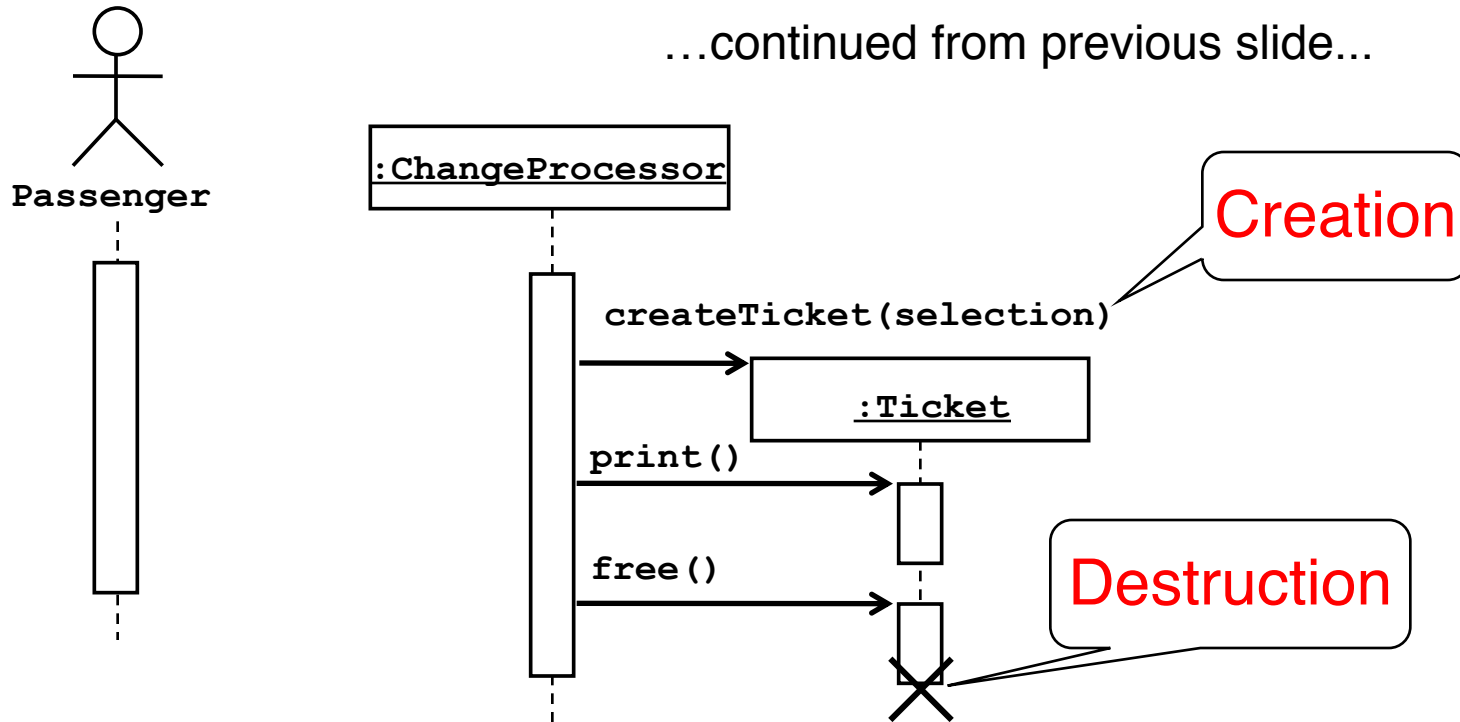 …continued from previous slide...
:ChangeProcessor
Passenger
Creation
createTicket(selection)
:Ticket
print()
free()
Destruction